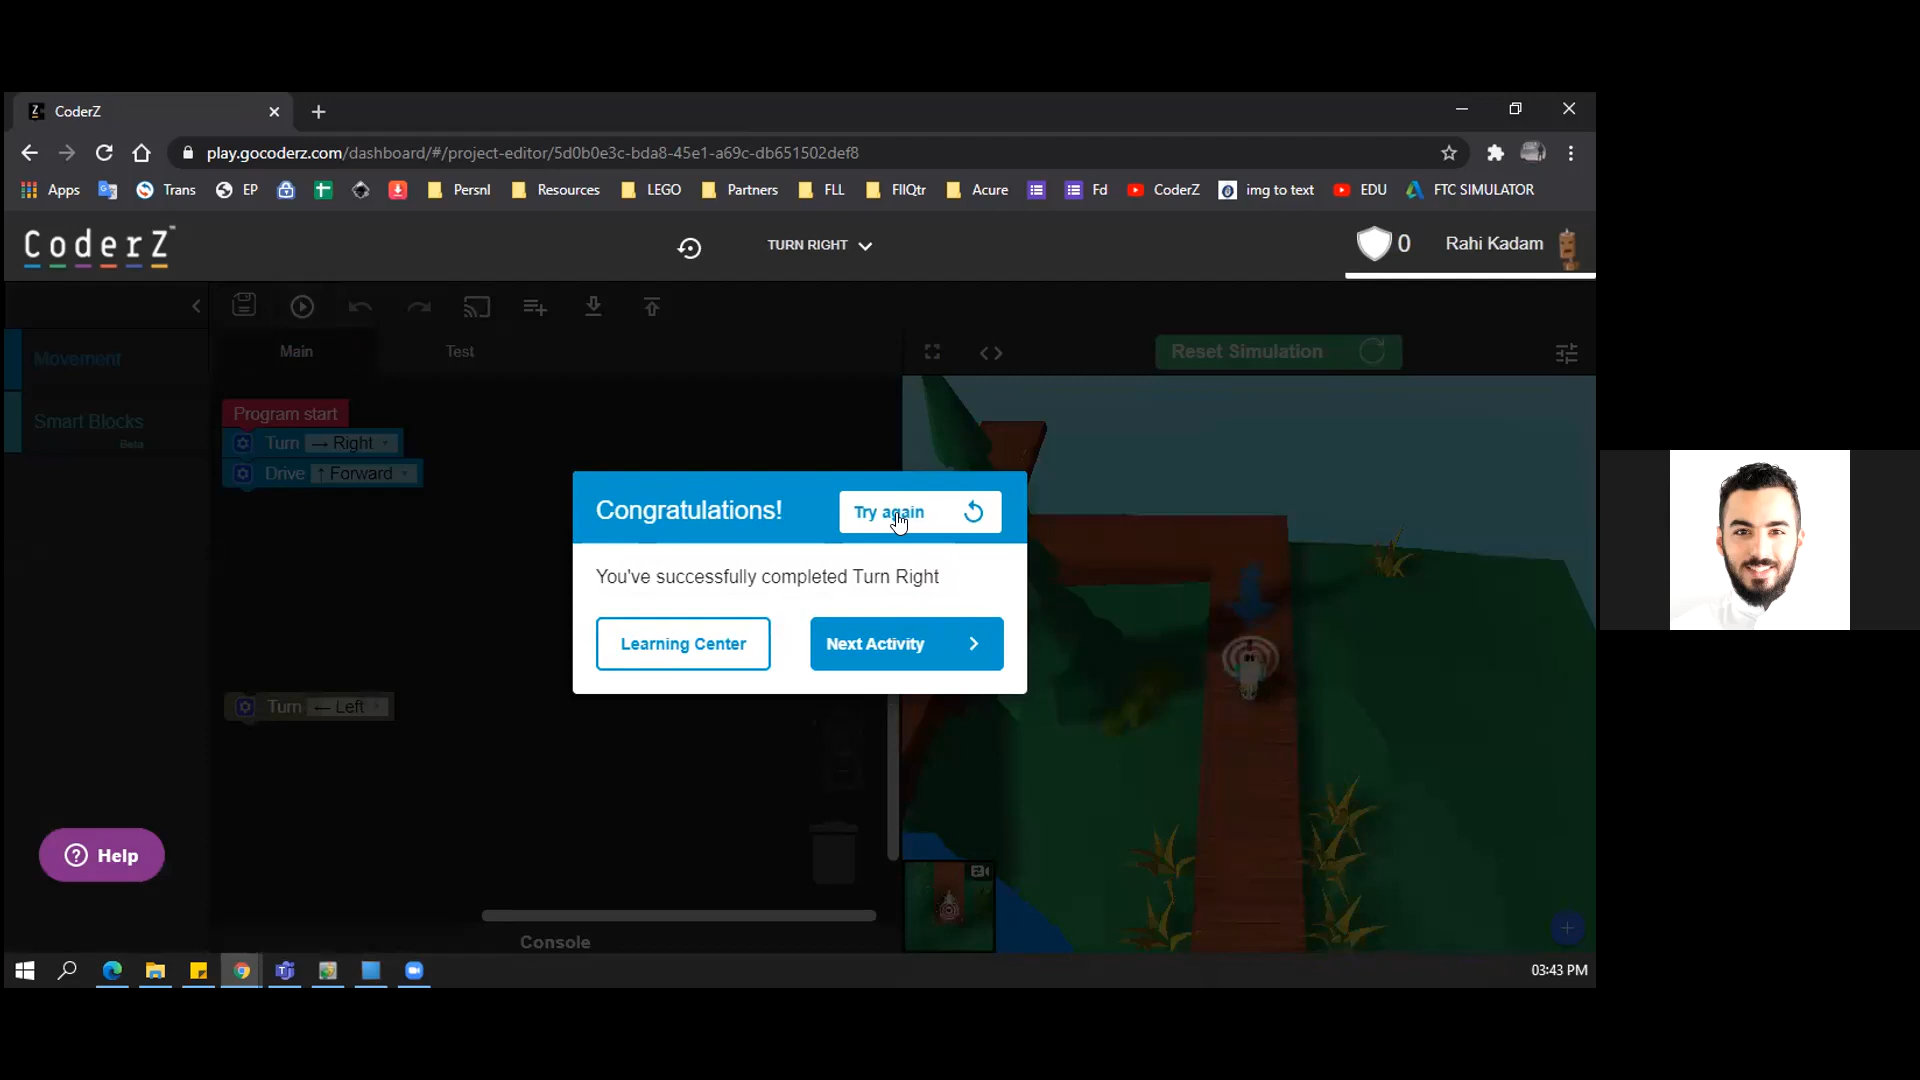 CoderZ
play.gocoderz.com/dashboard/#/project-editor/5d0b0e3c-bda8-45e1-a69c-db651502def8
Apps Trans EP Persnl Resources LEGO Partners FLL FllQtr Acure Fd CoderZ img to text EDU FTC SIMULATOR
CoderZ™ TURN RIGHT 0 Rahi Kadam
Main Test Reset Simulation
Movement
Smart Blocks
Beta
Program start
Turn → Right
Drive ↑ Forward
Congratulations! Try again
You've successfully completed Turn Right
Learning Center Next Activity
Turn ← Left
Help
Console
03:43 PM